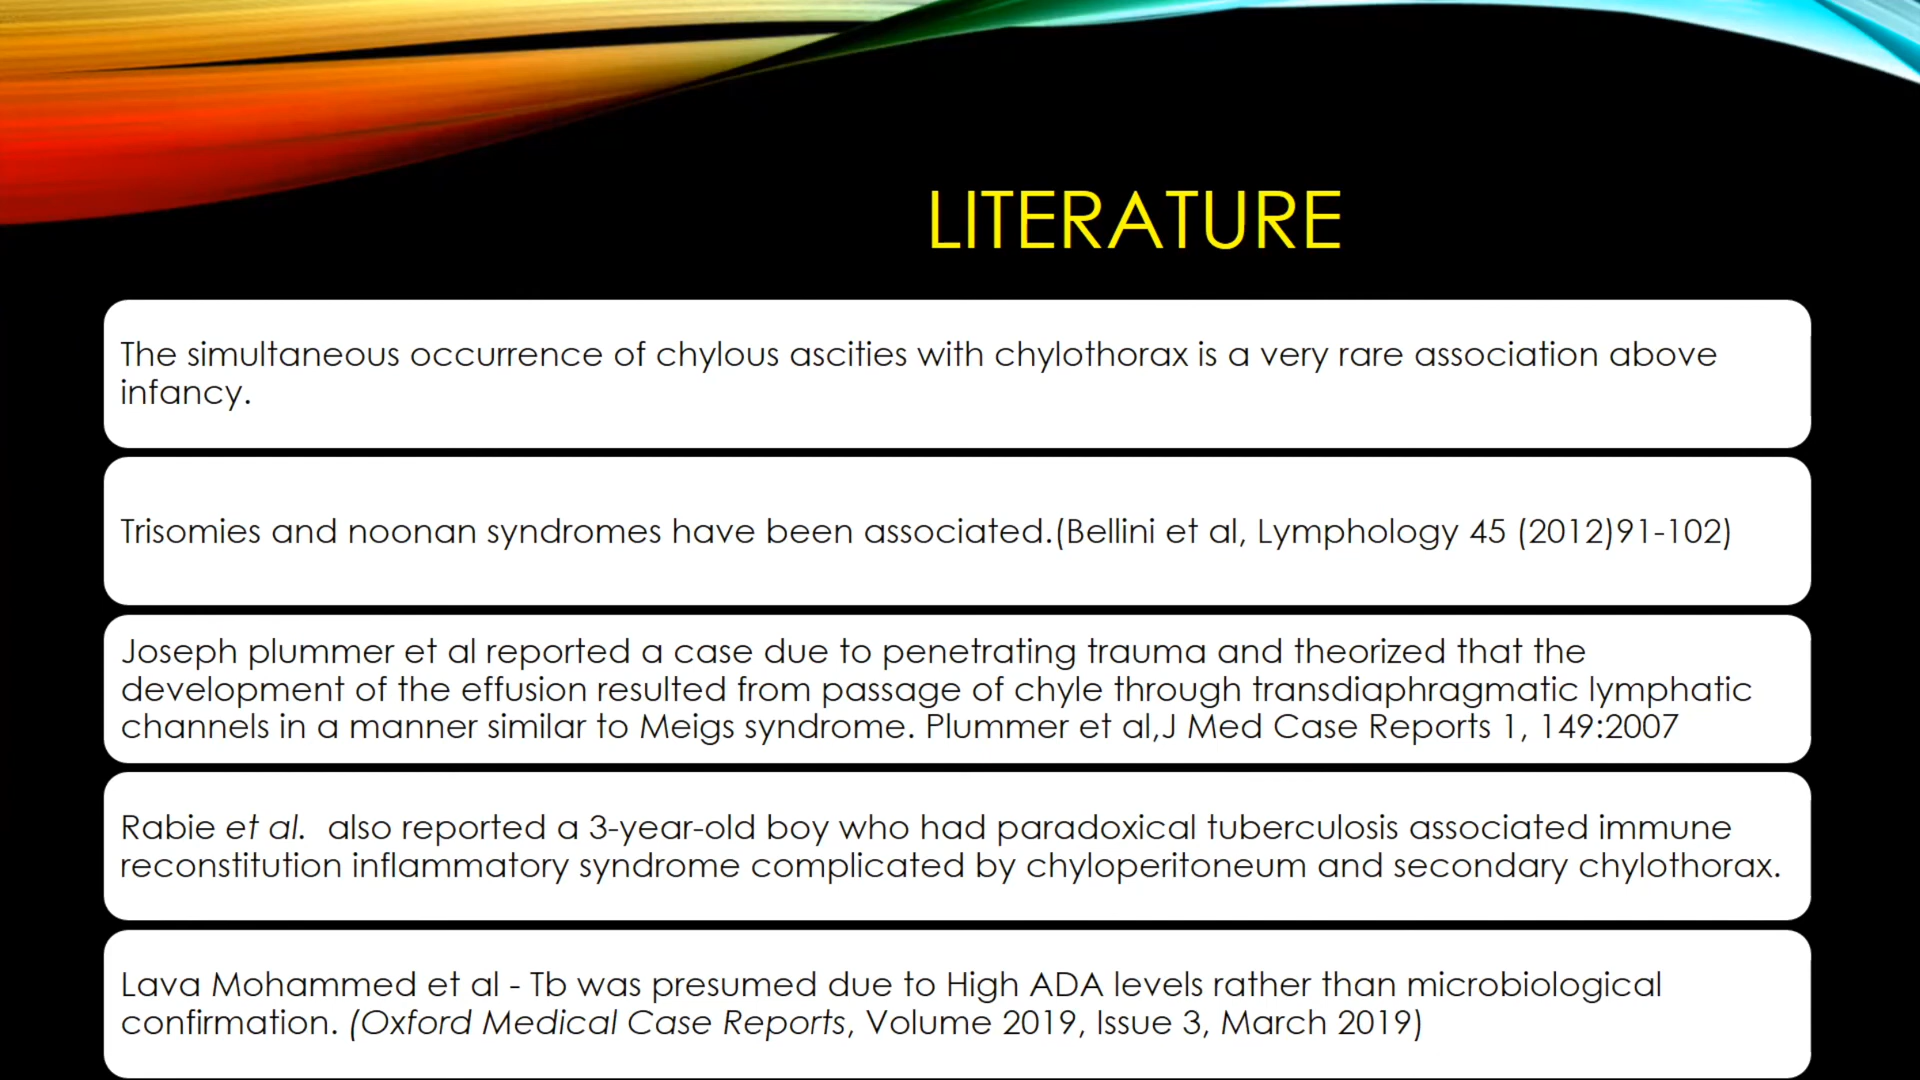 LITERATURE
The simultaneous occurrence of chylous ascities with chylothorax is a very rare association above
infancy.
Trisomies and noonan syndromes have been associated.(Bellini et al, Lymphology 45 (2012)91-102)
Joseph plummer et al reported a case due to penetrating trauma and theorized that the
development of the effusion resulted from passage of chyle through transdiaphragmatic lymphatic
channels in a manner similar to Meigs syndrome. Plummer et al,J Med Case Reports 1, 149:2007
Rabie et al.  also reported a 3-year-old boy who had paradoxical tuberculosis associated immune
reconstitution inflammatory syndrome complicated by chyloperitoneum and secondary chylothorax.
Lava Mohammed et al - Tb was presumed due to High ADA levels rather than microbiological
confirmation. (Oxford Medical Case Reports, Volume 2019, Issue 3, March 2019)